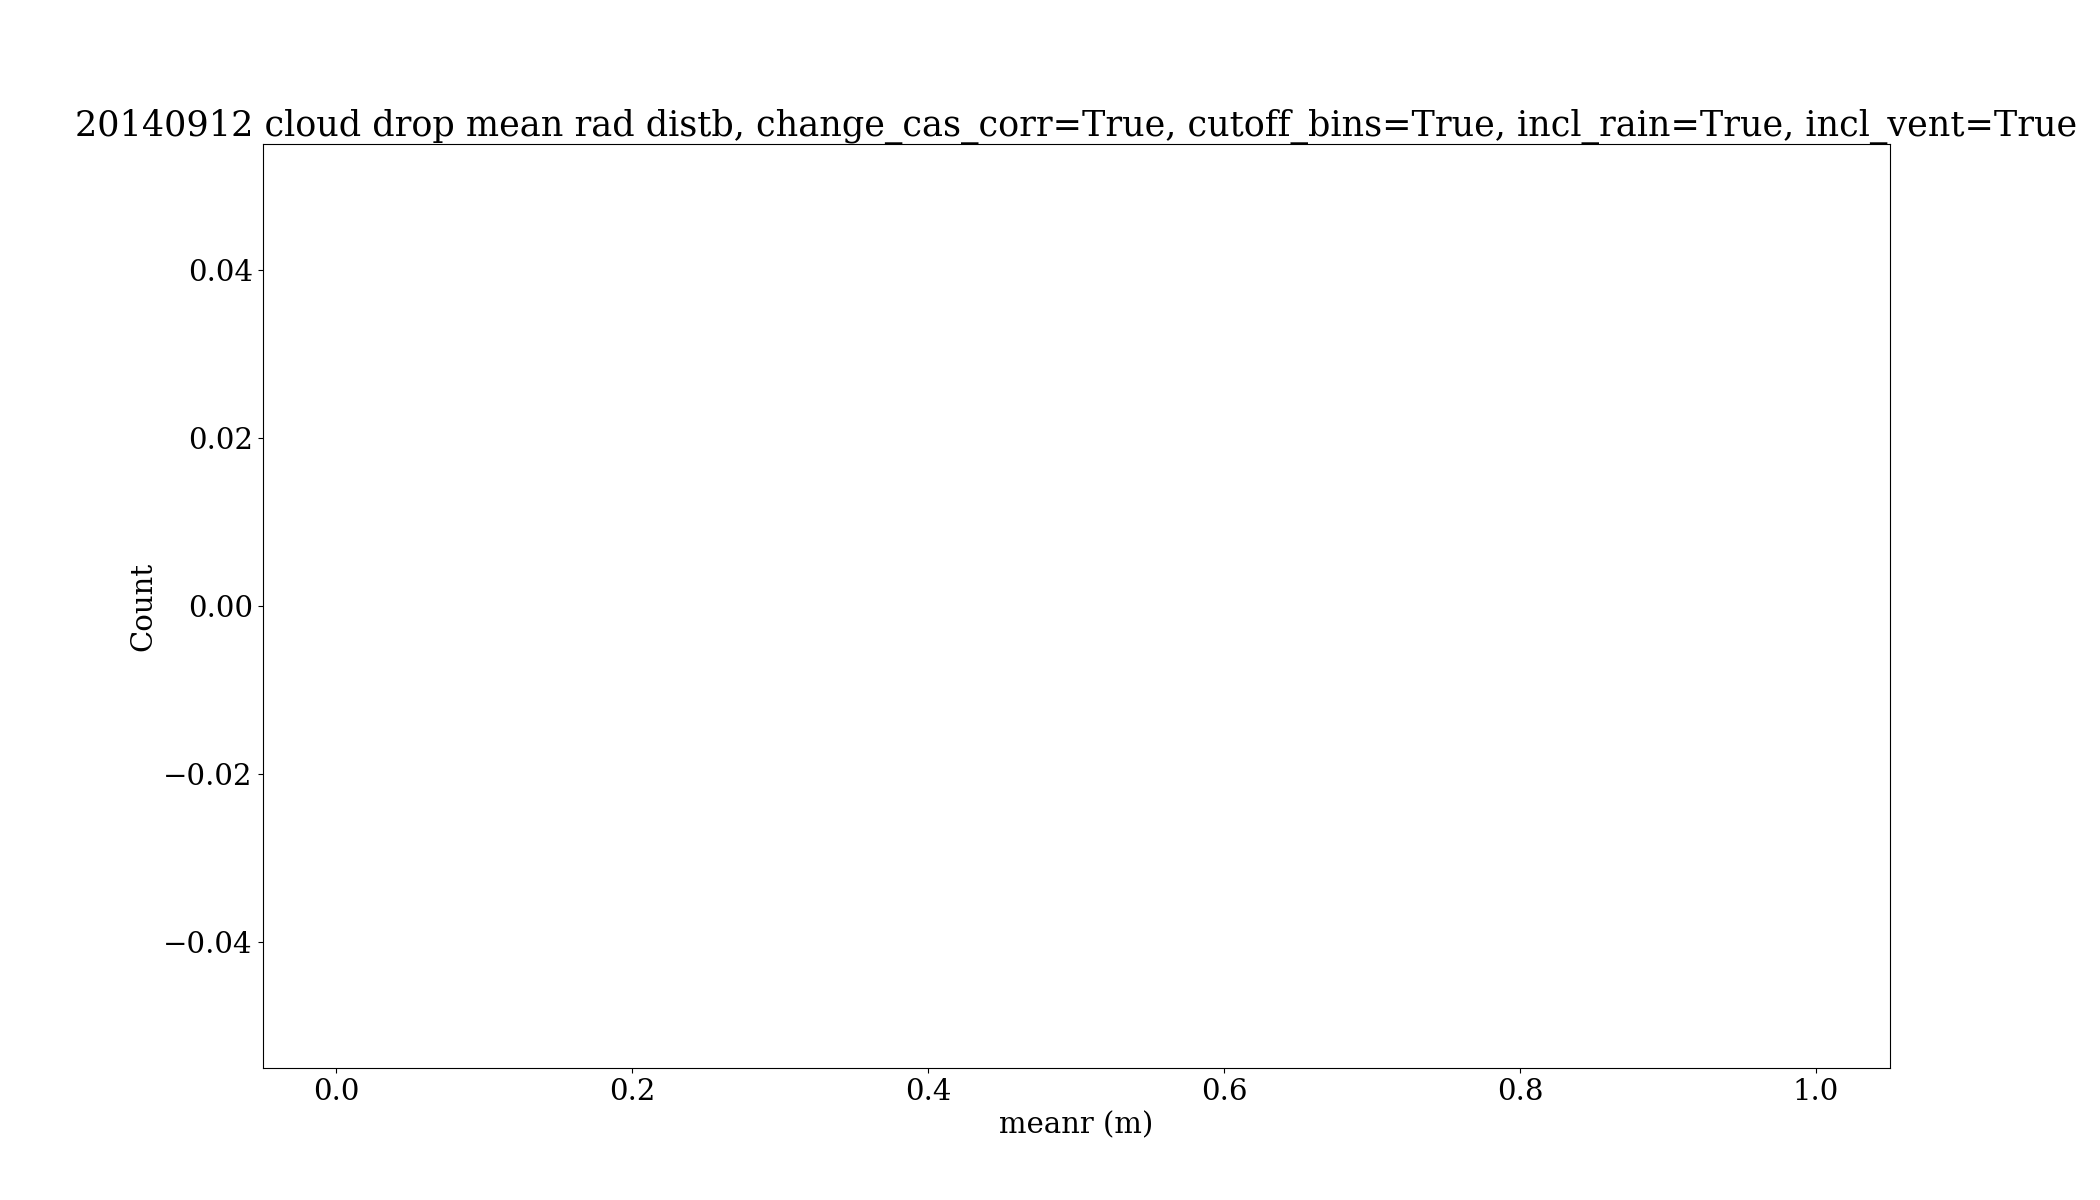 20140912 cloud drop mean rad distb, change_cas_corr=True, cutoff_bins=True, incl_rain=True, incl_vent=True
0.04
0.02
0.00
−0.02
−0.04
Count
0.0 0.2 0.4 0.6 0.8 1.0
meanr (m)